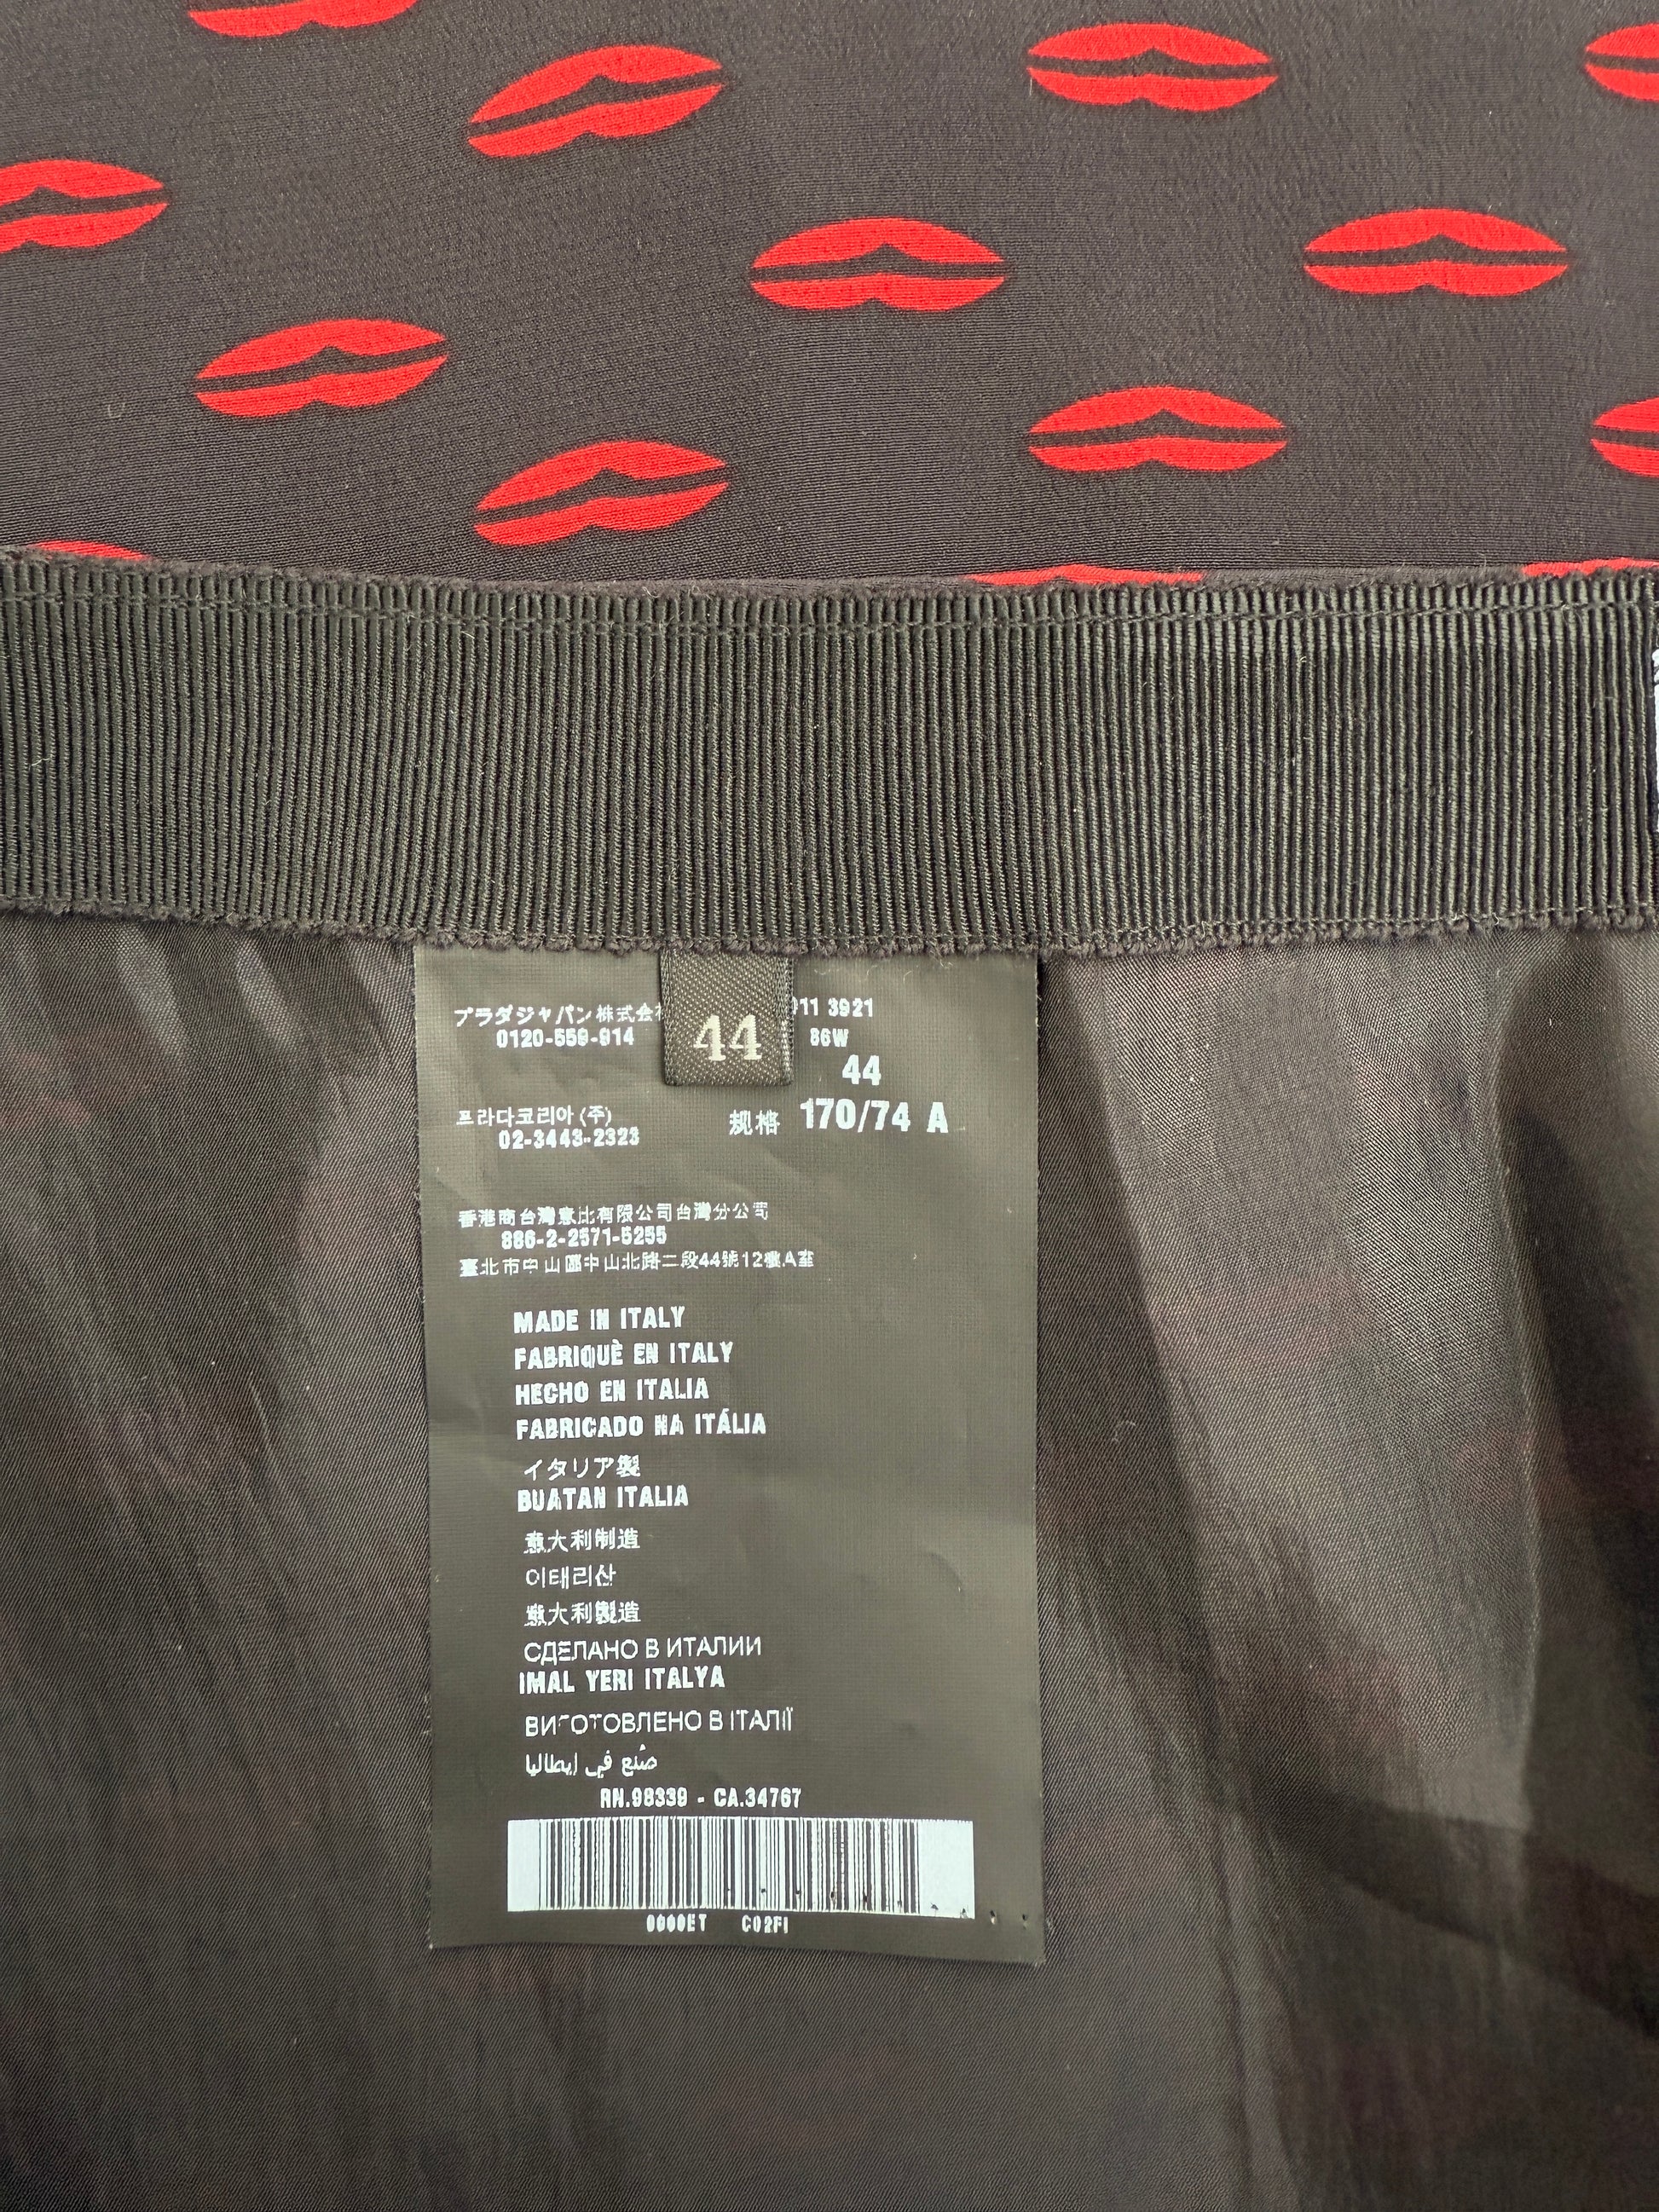 プラダジャパン株式会
0120-559-914
44
911 3921
86W
44
프라다코리아 (주)
02-3443-2323
规格 170/74 A
香港商台灣意比有限公司台灣分公司
886-2-2571-5255
臺北市中山區中山北路二段44號12樓A室
MADE IN ITALY
FABRIQUÈ EN ITALY
HECHO EN ITALIA
FABRICADO NA ITÁLIA
イタリア製
BUATAN ITALIA
意大利制造
이태리산
意大利製造
СДЕЛАНО В ИТАЛИИ
IMAL YERI ITALYA
ВИГОТОВЛЕНО В ІТАЛІЇ
صنع في إيطاليا
RN.98339 - CA.34767
0000ET C02FI